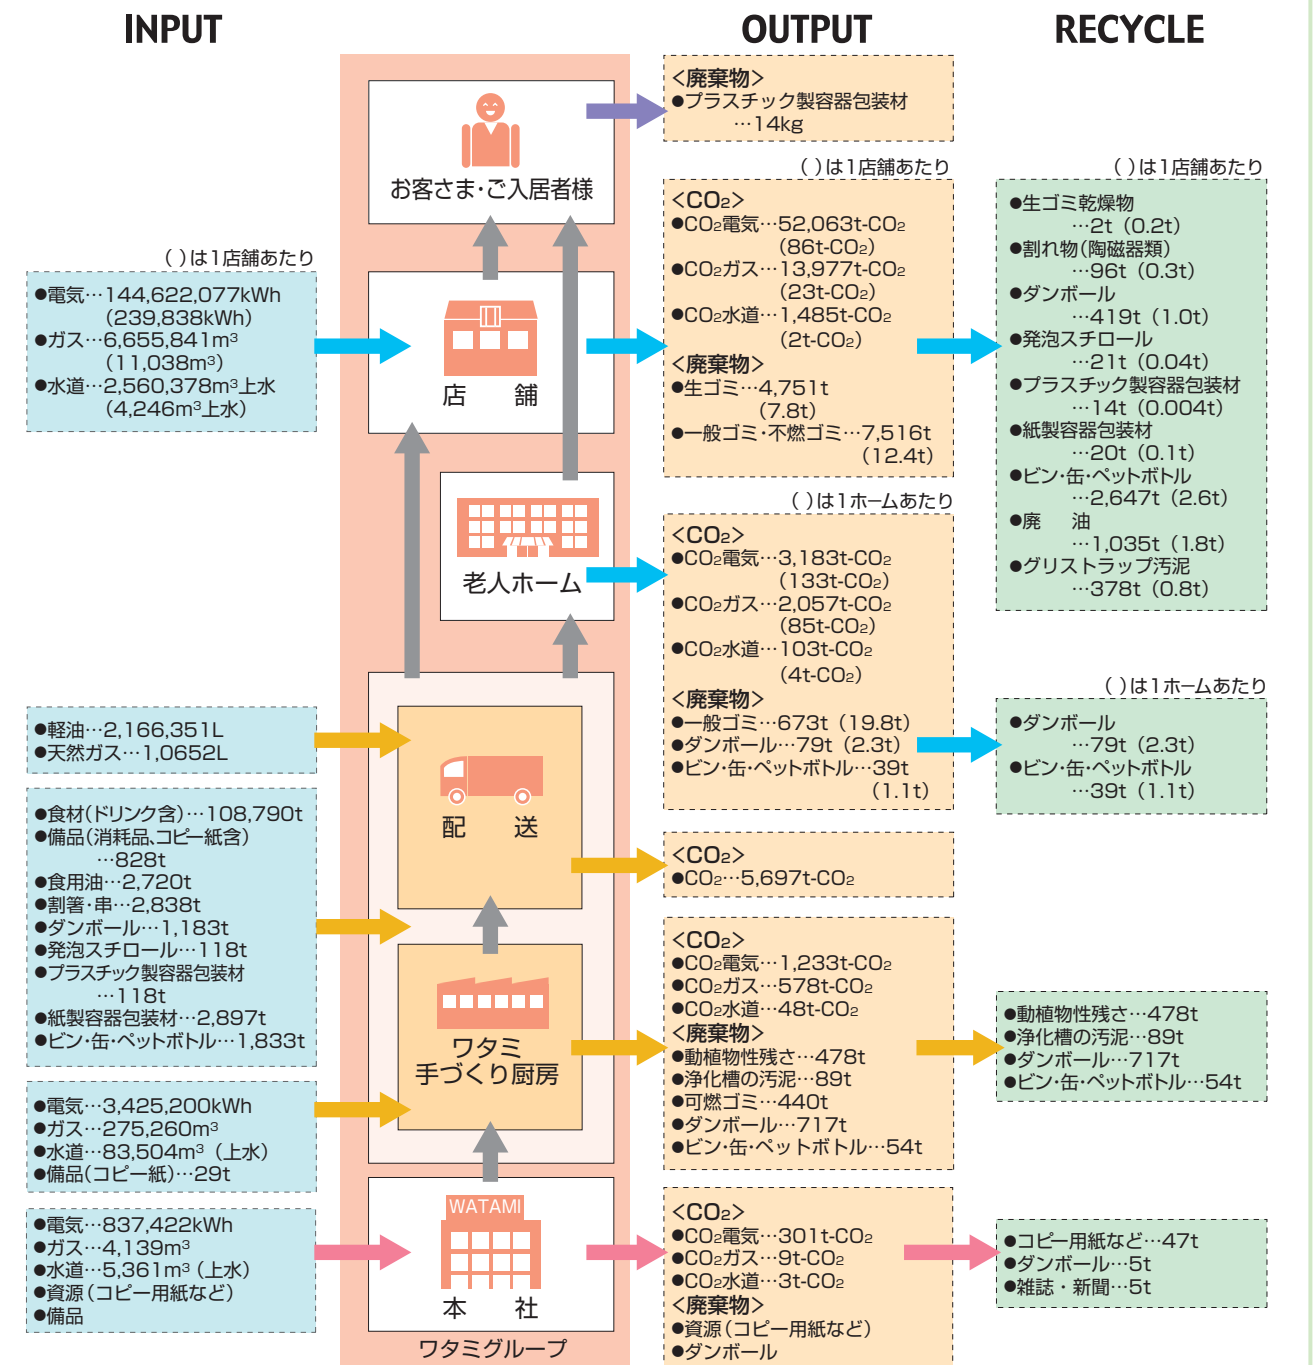 INPUT
OUTPUT
RECYCLE
<廃棄物>
●プラスチック製容器包装材
…14kg
お客さま・ご入居者様
( )は1店舗あたり
●電気…144,622,077kWh
(239,838kWh)
●ガス…6,655,841m³
(11,038m³)
●水道…2,560,378m³上水
(4,246m³上水)
店 舗
( )は1店舗あたり
<CO₂>
●CO₂電気…52,063t-CO₂
(86t-CO₂)
●CO₂ガス…13,977t-CO₂
(23t-CO₂)
●CO₂水道…1,485t-CO₂
(2t-CO₂)
<廃棄物>
●生ゴミ…4,751t
(7.8t)
●一般ゴミ・不燃ゴミ…7,516t
(12.4t)
( )は1店舗あたり
●生ゴミ乾燥物
…2t(0.2t)
●割れ物(陶磁器類)
…96t(0.3t)
●ダンボール
…419t(1.0t)
●発泡スチロール
…21t(0.04t)
●プラスチック製容器包装材
…14t(0.004t)
●紙製容器包装材
…20t(0.1t)
●ビン・缶・ペットボトル
…2,647t(2.6t)
●廃 油
…1,035t(1.8t)
●グリストラップ汚泥
…378t(0.8t)
老人ホーム
( )は1ホームあたり
<CO₂>
●CO₂電気…3,183t-CO₂
(133t-CO₂)
●CO₂ガス…2,057t-CO₂
(85t-CO₂)
●CO₂水道…103t-CO₂
(4t-CO₂)
<廃棄物>
●一般ゴミ…673t(19.8t)
●ダンボール…79t(2.3t)
●ビン・缶・ペットボトル…39t
(1.1t)
( )は1ホームあたり
●ダンボール
…79t(2.3t)
●ビン・缶・ペットボトル
…39t(1.1t)
●軽油…2,166,351L
●天然ガス…1,0652L
配 送
<CO₂>
●CO₂…5,697t-CO₂
●食材(ドリンク含)…108,790t
●備品(消耗品、コピー紙含)
…828t
●食用油…2,720t
●割箸・串…2,838t
●ダンボール…1,183t
●発泡スチロール…118t
●プラスチック製容器包装材
…118t
●紙製容器包装材…2,897t
●ビン・缶・ペットボトル…1,833t
●電気…3,425,200kWh
●ガス…275,260m³
●水道…83,504m³(上水)
●備品(コピー紙)…29t
ワタミ
手づくり厨房
<CO₂>
●CO₂電気…1,233t-CO₂
●CO₂ガス…578t-CO₂
●CO₂水道…48t-CO₂
<廃棄物>
●動植物性残さ…478t
●浄化槽の汚泥…89t
●可燃ゴミ…440t
●ダンボール…717t
●ビン・缶・ペットボトル…54t
●動植物性残さ…478t
●浄化槽の汚泥…89t
●ダンボール…717t
●ビン・缶・ペットボトル…54t
●電気…837,422kWh
●ガス…4,139m³
●水道…5,361m³(上水)
●資源(コピー用紙など)
●備品
WATAMI
本 社
ワタミグループ
<CO₂>
●CO₂電気…301t-CO₂
●CO₂ガス…9t-CO₂
●CO₂水道…3t-CO₂
<廃棄物>
●資源(コピー用紙など)
●ダンボール
●コピー用紙など…47t
●ダンボール…5t
●雑誌・新聞…5t